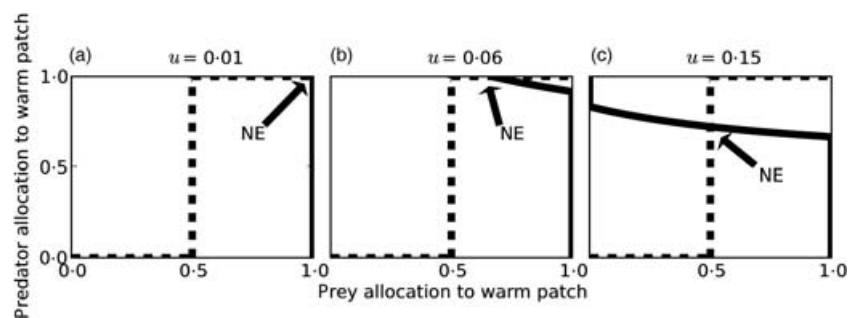 (a) u = 0·01
(b) u = 0·06
(c) u = 0·15
Predator allocation to warm patch
1·0
0·5
0·0
NE
NE
NE
0·0 0·5 1·0
0·5 1·0
0·5 1·0
Prey allocation to warm patch